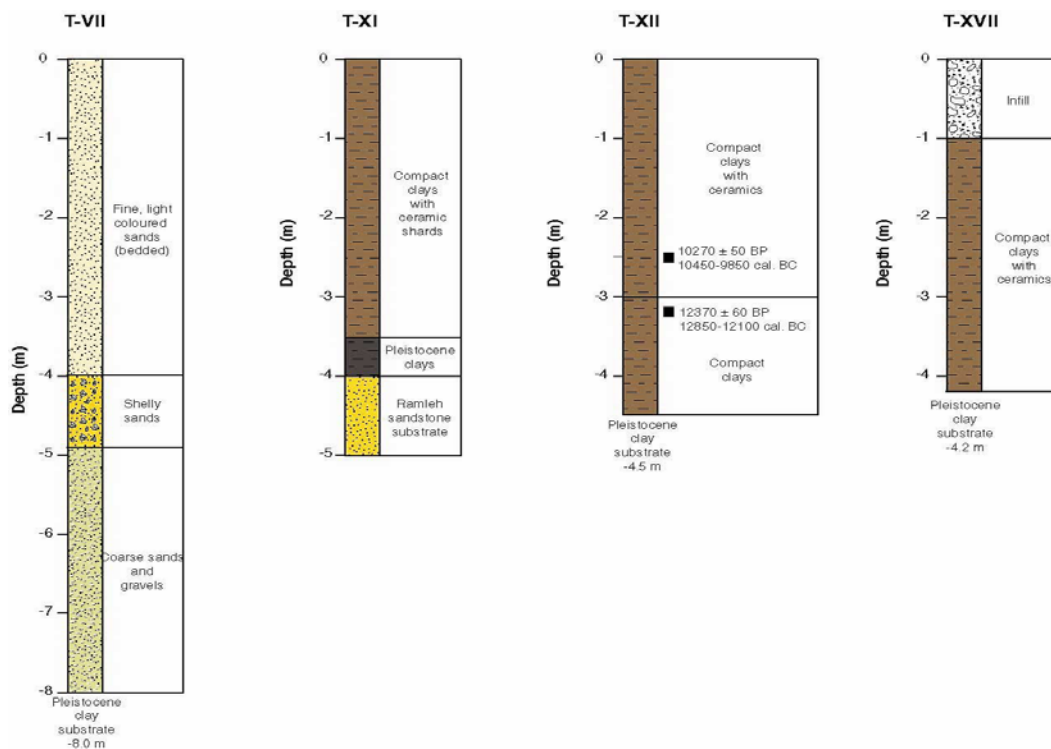 T-VII
0
-1
-2
-3
-4
-5
-6
-7
-8
Depth (m)
Fine, light
coloured
sands
(bedded)
Shelly
sands
Coarse sands
and
gravels
Pleistocene
clay
substrate
-8.0 m
T-XI
0
-1
-2
-3
-4
-5
Depth (m)
Compact
clays
with
ceramic
shards
Pleistocene
clays
Ramleh
sandstone
substrate
T-XII
0
-1
-2
-3
-4
Depth (m)
Compact
clays
with
ceramics
10270 ± 50 BP
10450-9850 cal. BC
12370 ± 60 BP
12850-12100 cal. BC
Compact
clays
Pleistocene
clay
substrate
-4.5 m
T-XVII
0
-1
-2
-3
-4
Depth (m)
Infill
Compact
clays
with
ceramics
Pleistocene
clay
substrate
-4.2 m